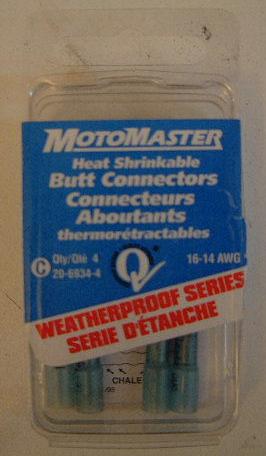 MOTOMASTER
Heat Shrinkable
Butt Connectors
Connecteurs
Aboutants
thermorétractables
C Qty/Qté 4
20-6934-4
Q
16-14 AWG
WEATHERPROOF SERIES
SERIE D'ÉTANCHE
CHALE